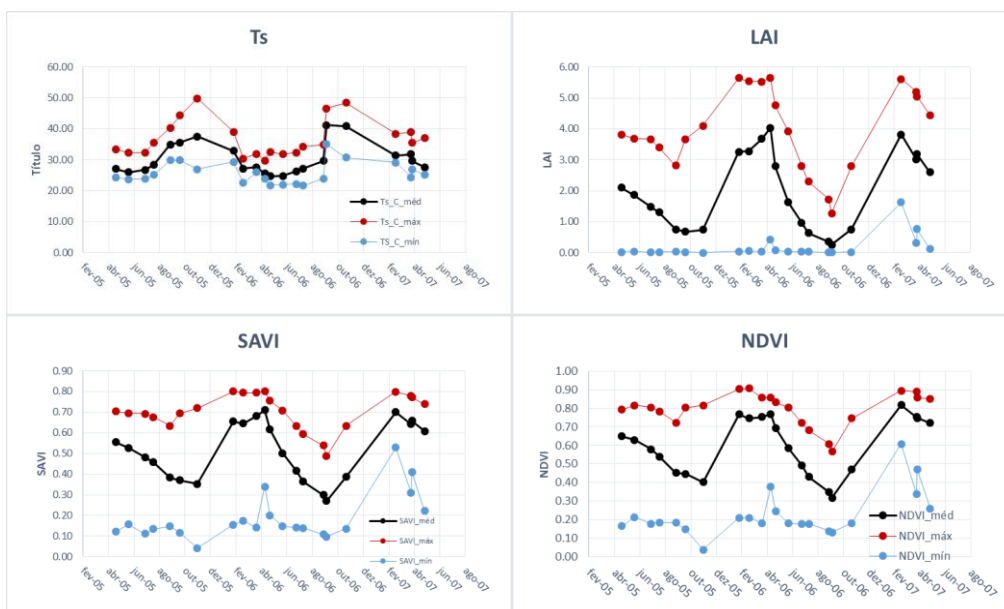 Ts
60.00
50.00
40.00
30.00
20.00
10.00
0.00
Título
Ts_C_méd
Ts_C_máx
TS_C_mín
fev-05
abr-05
jun-05
ago-05
out-05
dez-05
fev-06
abr-06
jun-06
ago-06
out-06
dez-06
fev-07
abr-07
jun-07
ago-07
LAI
6.00
5.00
4.00
3.00
2.00
1.00
0.00
LAI
fev-05
abr-05
jun-05
ago-05
out-05
dez-05
fev-06
abr-06
jun-06
ago-06
out-06
dez-06
fev-07
abr-07
jun-07
ago-07
SAVI
0.90
0.80
0.70
0.60
0.50
0.40
0.30
0.20
0.10
0.00
SAVI
SAVI_méd
SAVI_máx
SAVI_mín
fev-05
abr-05
jun-05
ago-05
out-05
dez-05
fev-06
abr-06
jun-06
ago-06
out-06
dez-06
fev-07
abr-07
jun-07
ago-07
NDVI
1.00
0.90
0.80
0.70
0.60
0.50
0.40
0.30
0.20
0.10
0.00
NDVI
NDVI_méd
NDVI_máx
NDVI_mín
fev-05
abr-05
jun-05
ago-05
out-05
dez-05
fev-06
abr-06
jun-06
ago-06
out-06
dez-06
fev-07
abr-07
jun-07
ago-07